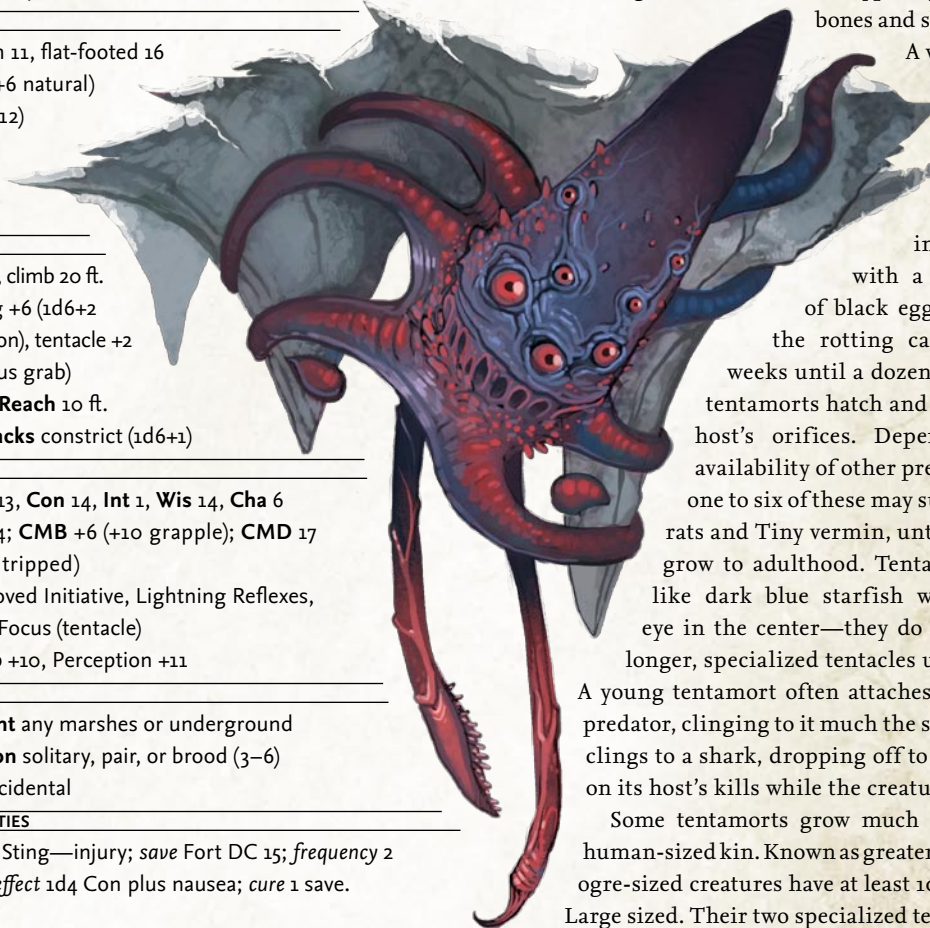 11, flat-footed 16
+6 natural)
12)
, climb 20 ft.
+6 (1d6+2
on), tentacle +2
us grab)
Reach 10 ft.
acks constrict (1d6+1)
13, Con 14, Int 1, Wis 14, Cha 6
4; CMB +6 (+10 grapple); CMD 17
tripped)
oved Initiative, Lightning Reflexes,
Focus (tentacle)
+10, Perception +11
nt any marshes or underground
on solitary, pair, or brood (3–6)
cidental
TIES
Sting—injury; save Fort DC 15; frequency 2
effect 1d4 Con plus nausea; cure 1 save.
bones and s
A
in
with a
of black egg
the rotting ca
weeks until a dozen
tentamorts hatch and
host's orifices. Depe
availability of other pre
one to six of these may su
rats and Tiny vermin, unt
grow to adulthood. Tenta
like dark blue starfish w
eye in the center—they do
longer, specialized tentacles u
A young tentamort often attaches
predator, clinging to it much the s
clings to a shark, dropping off to
on its host's kills while the creatu
Some tentamorts grow much
human-sized kin. Known as greater
ogre-sized creatures have at least 10
Large sized. Their two specialized te